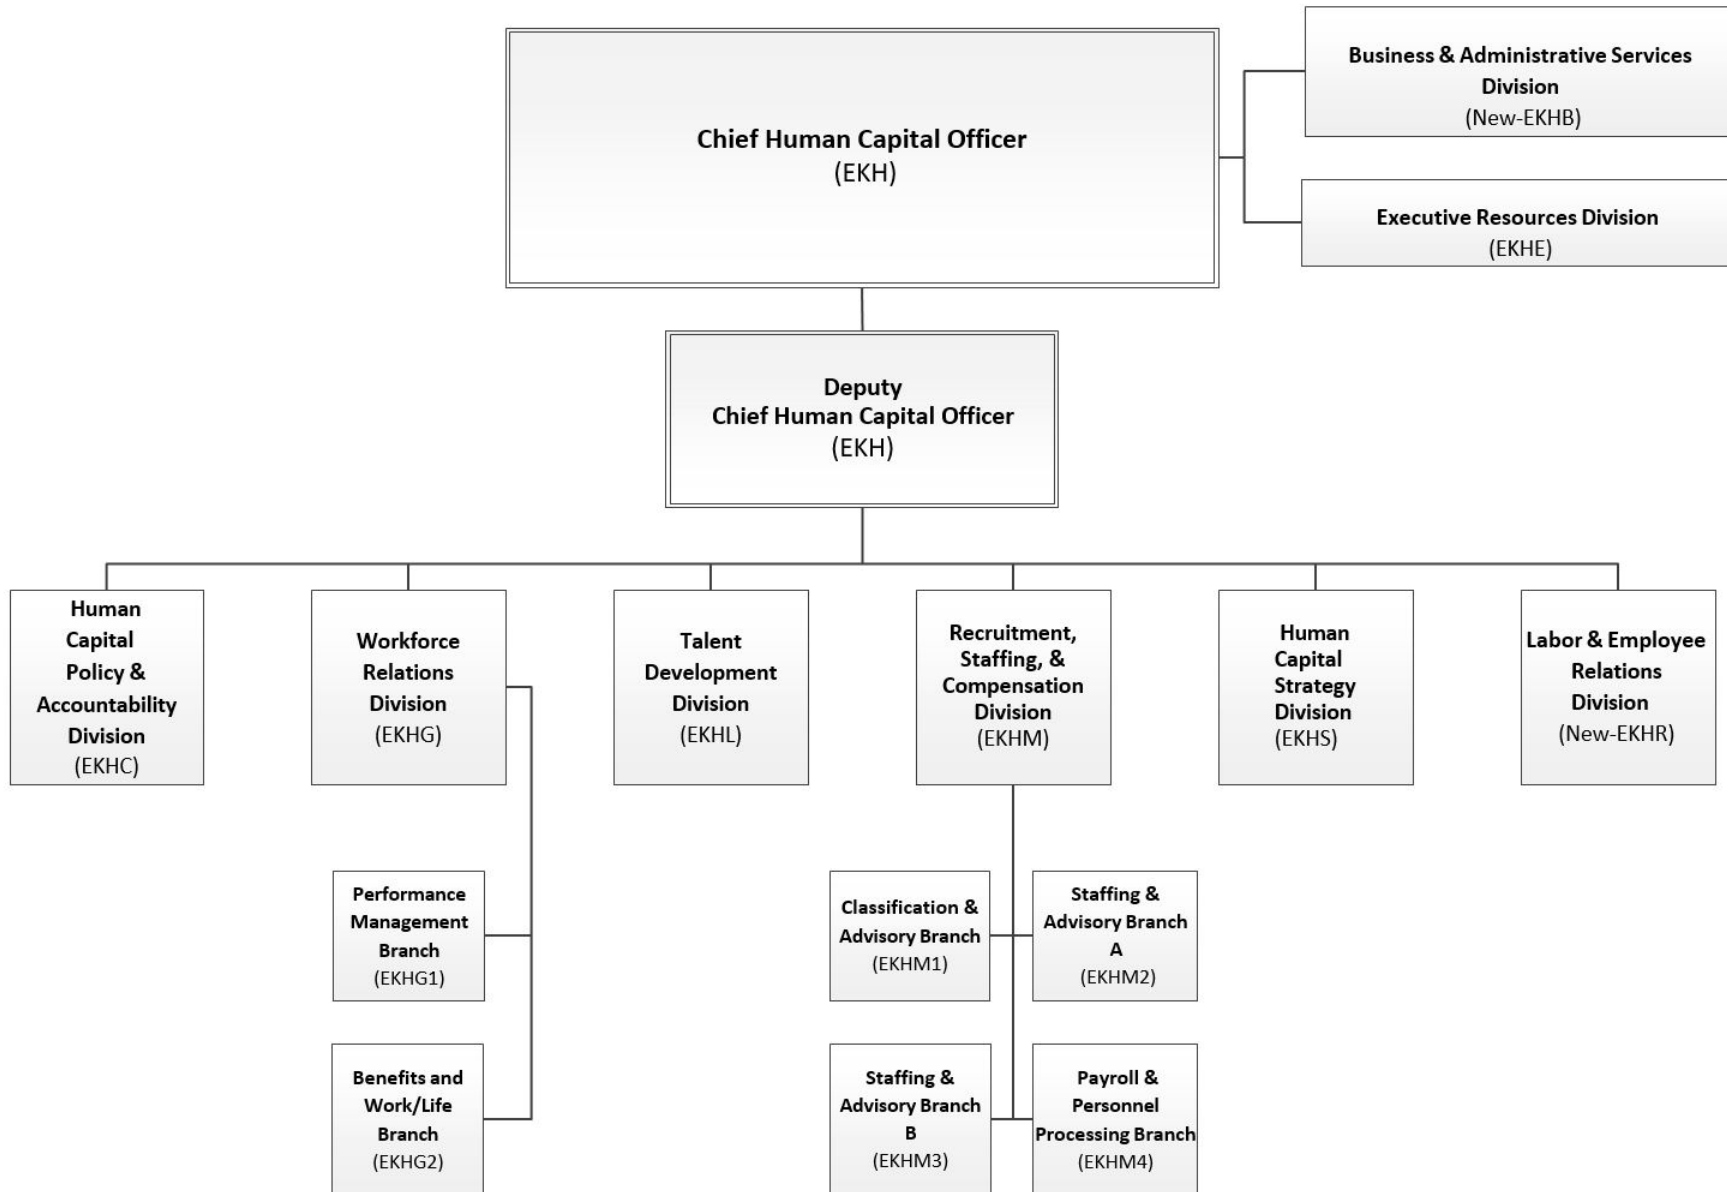 Chief Human Capital Officer
(EKH)
Business & Administrative Services
Division
(New-EKHB)
Executive Resources Division
(EKHE)
Deputy
Chief Human Capital Officer
(EKH)
Human
Capital
Policy &
Accountability
Division
(EKHC)
Workforce
Relations
Division
(EKHG)
Talent
Development
Division
(EKHL)
Recruitment,
Staffing, &
Compensation
Division
(EKHM)
Human
Capital
Strategy
Division
(EKHS)
Labor & Employee
Relations
Division
(New-EKHR)
Performance
Management
Branch
(EKHG1)
Classification &
Advisory Branch
(EKHM1)
Staffing &
Advisory Branch
A
(EKHM2)
Benefits and
Work/Life
Branch
(EKHG2)
Staffing &
Advisory Branch
B
(EKHM3)
Payroll &
Personnel
Processing Branch
(EKHM4)